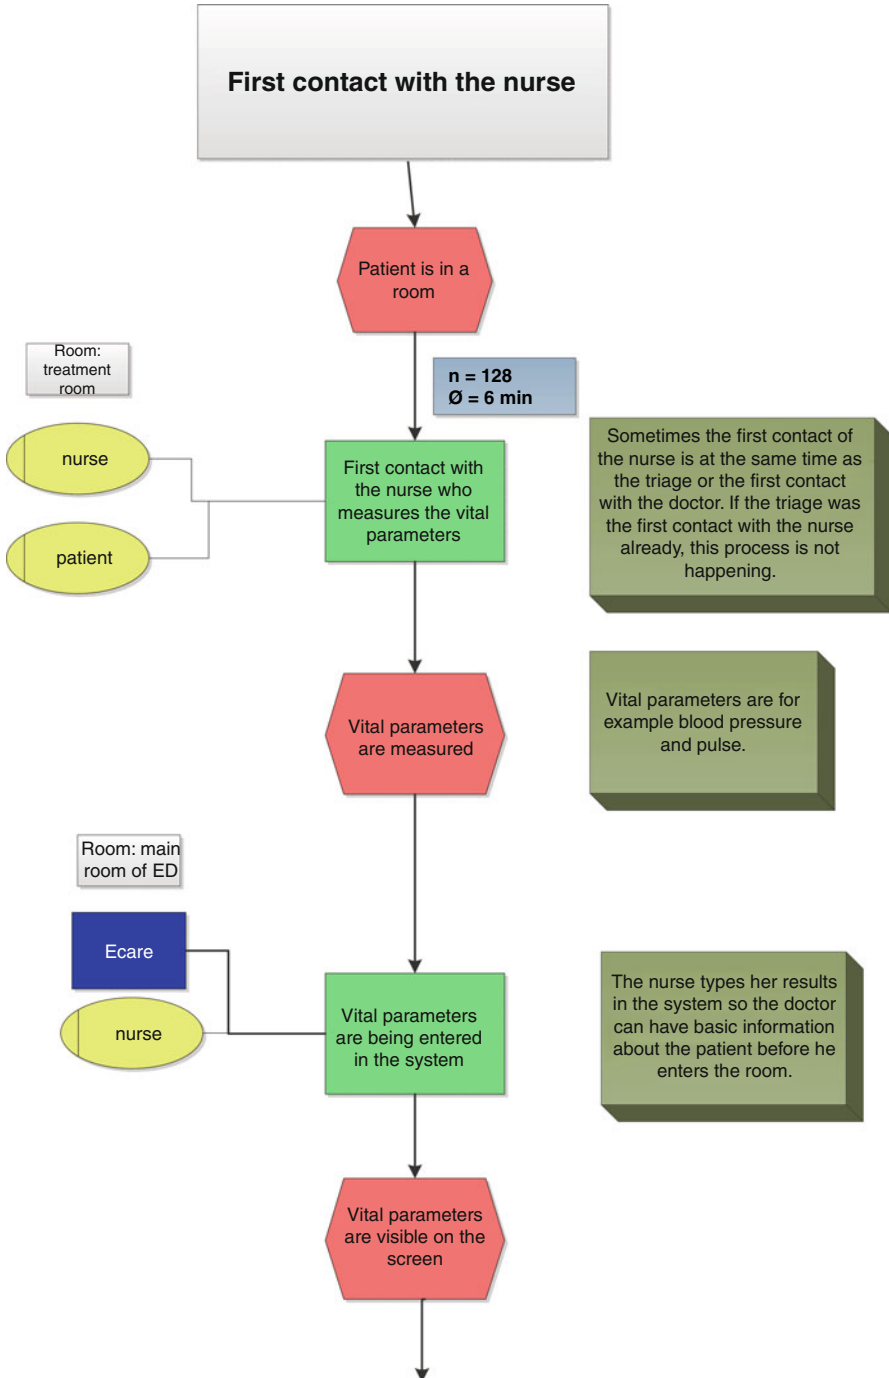 First contact with the nurse
Patient is in a
room
Room:
treatment
room
n = 128
Ø = 6 min
nurse
patient
First contact with
the nurse who
measures the vital
parameters
Sometimes the first contact of
the nurse is at the same time as
the triage or the first contact
with the doctor. If the triage was
the first contact with the nurse
already, this process is not
happening.
Vital parameters
are measured
Vital parameters are for
example blood pressure
and pulse.
Room: main
room of ED
Ecare
nurse
Vital parameters
are being entered
in the system
The nurse types her results
in the system so the doctor
can have basic information
about the patient before he
enters the room.
Vital parameters
are visible on the
screen